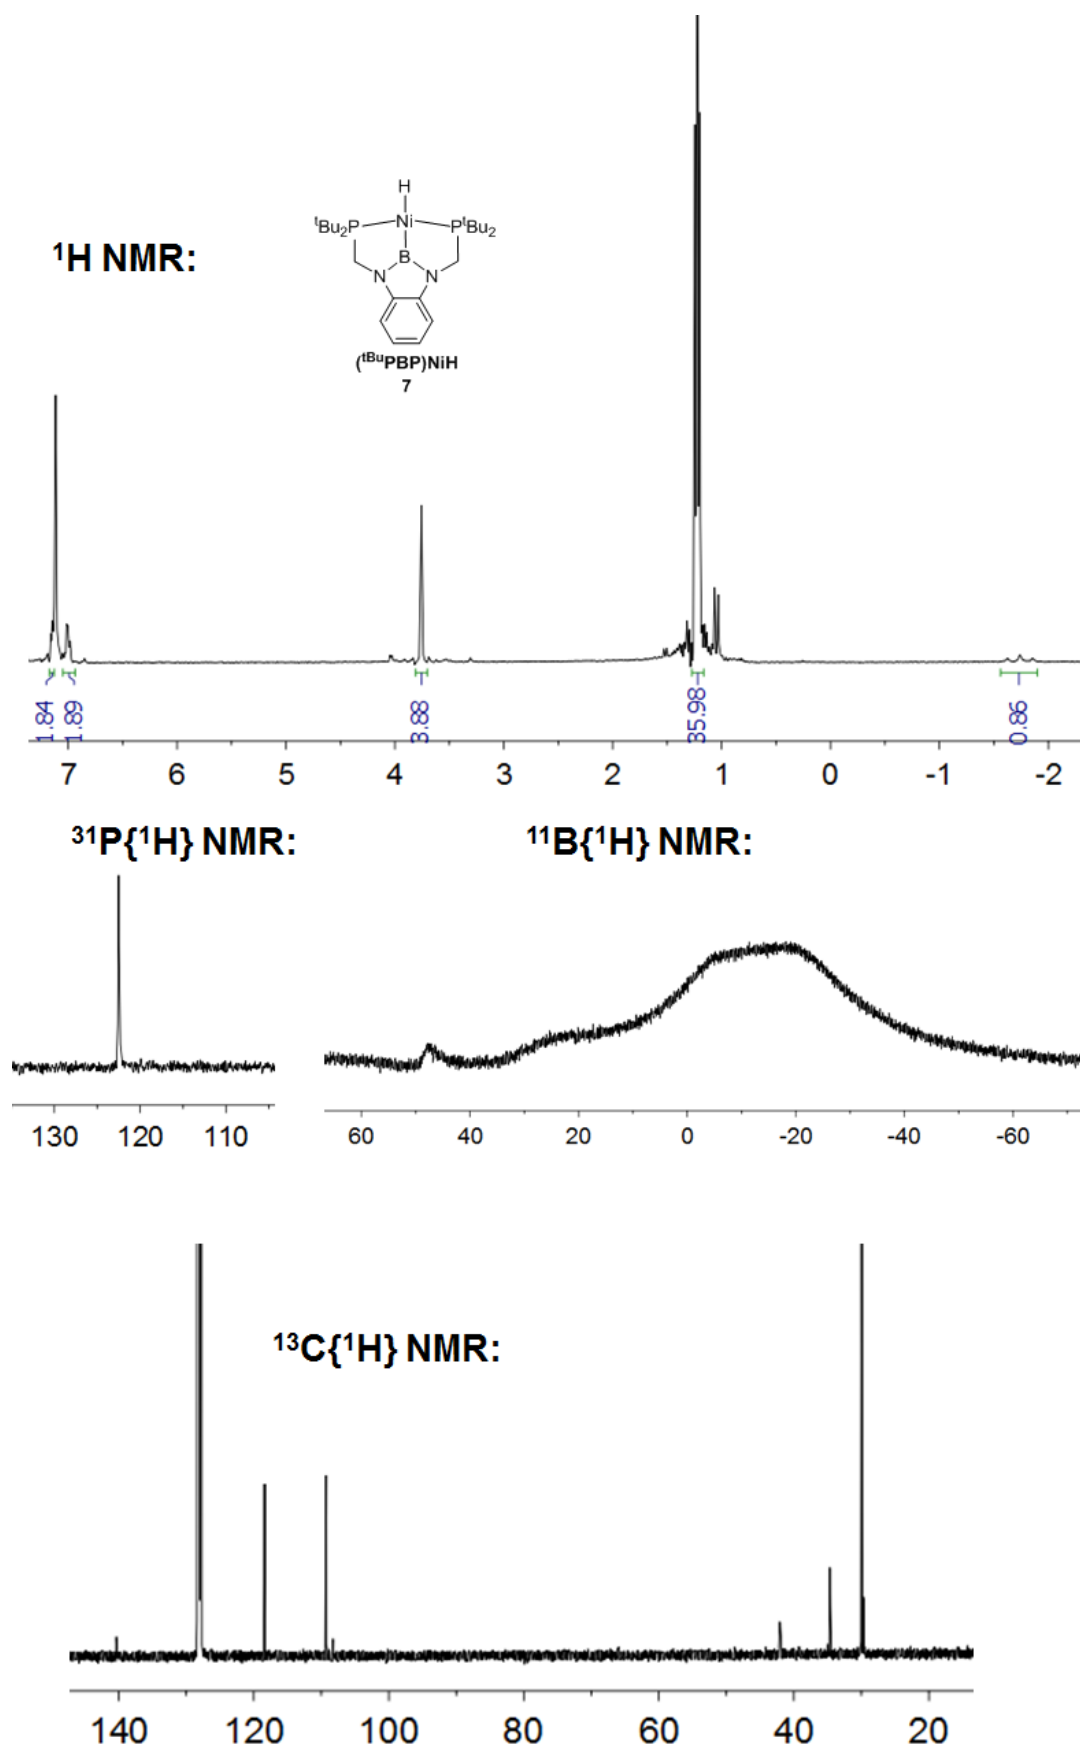 H
ᵗBu₂P Ni PᵗBu₂
¹H NMR:
B
N N
(ᵗᴮᵘPBP)NiH
7
1.84 1.89 3.88 35.98 0.86
7 6 5 4 3 2 1 0 -1 -2
³¹P{¹H} NMR: ¹¹B{¹H} NMR:
130 120 110
60 40 20 0 -20 -40 -60
¹³C{¹H} NMR:
140 120 100 80 60 40 20